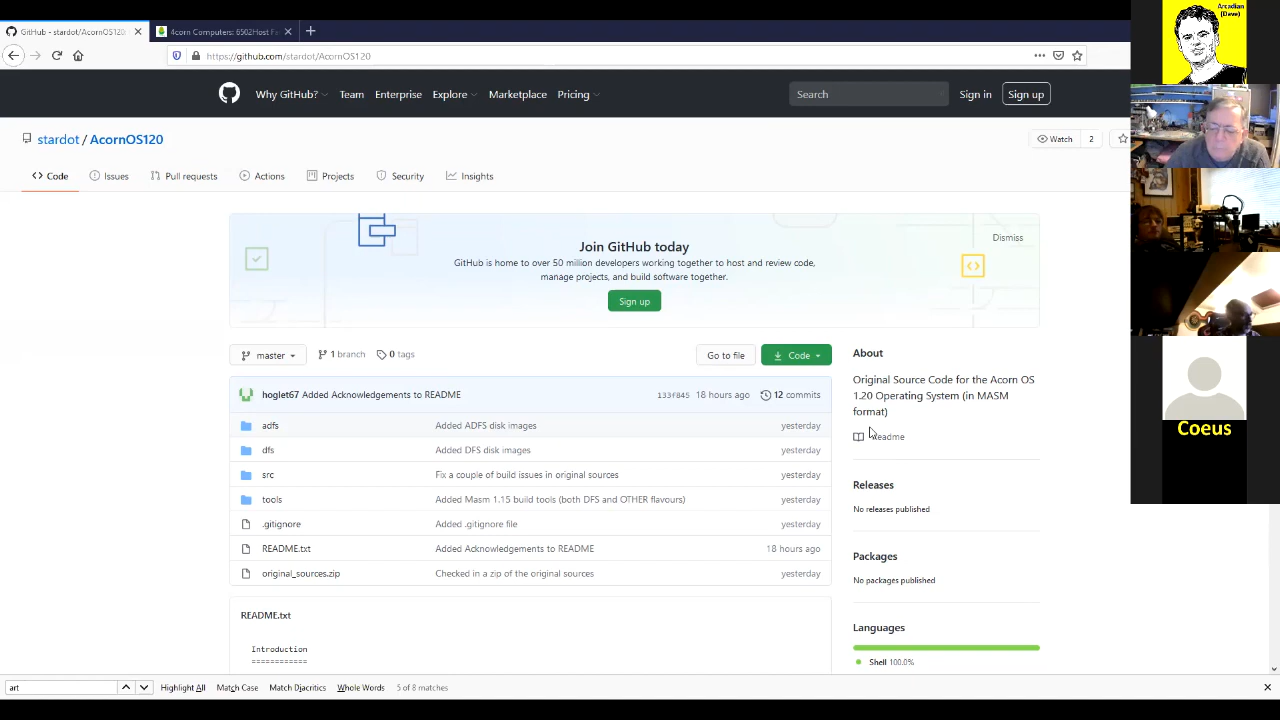 GitHub - stardot/AcornOS120:
4corn Computers: 6502Host Fi
https://github.com/stardot/AcornOS120
Why GitHub?
Team
Enterprise
Explore
Marketplace
Pricing
Search
Sign in
Sign up
stardot / AcornOS120
Watch 2
Code
Issues
Pull requests
Actions
Projects
Security
Insights
Join GitHub today
Dismiss
GitHub is home to over 50 million developers working together to host and review code,
manage projects, and build software together.
Sign up
master
1 branch
0 tags
Go to file
Code
hoglet67 Added Acknowledgements to README 133f845 18 hours ago 12 commits
adfs Added ADFS disk images yesterday
dfs Added DFS disk images yesterday
src Fix a couple of build issues in original sources yesterday
tools Added Masm 1.15 build tools (both DFS and OTHER flavours) yesterday
.gitignore Added .gitignore file yesterday
README.txt Added Acknowledgements to README 18 hours ago
original_sources.zip Checked in a zip of the original sources yesterday
README.txt
Introduction
============
About
Original Source Code for the Acorn OS
1.20 Operating System (in MASM
format)
Readme
Releases
No releases published
Packages
No packages published
Languages
Shell 100.0%
art
Highlight All
Match Case
Match Diacritics
Whole Words
5 of 8 matches
Arcadian
(Dave)
Coeus